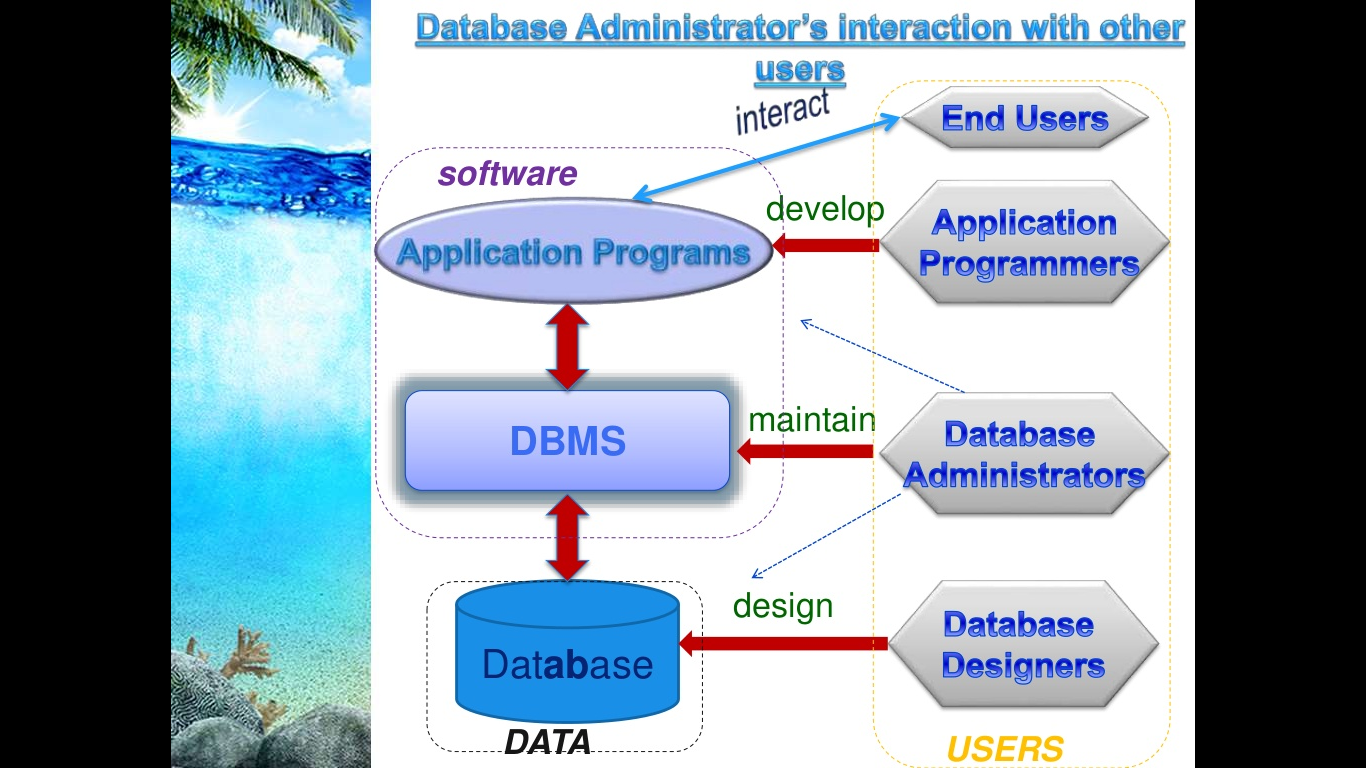 Database Administrator’s interaction with other
users
interact
End Users
software
develop
Application Programs
Application
Programmers
DBMS
maintain
Database
Administrators
design
Database
Database
Designers
DATA
USERS